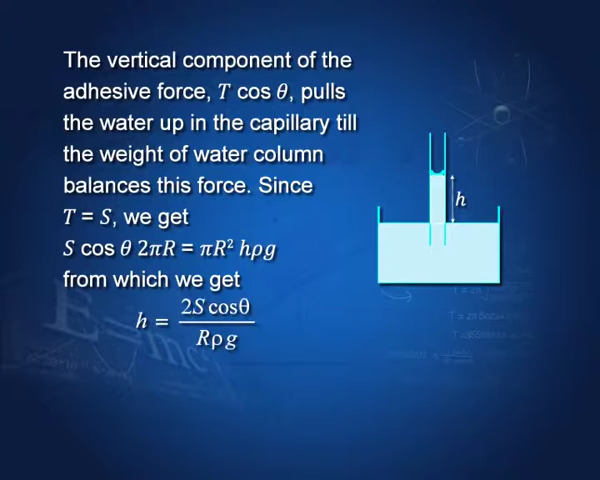 The vertical component of the
adhesive force, T cos θ, pulls
the water up in the capillary till
the weight of water column
balances this force. Since
T = S, we get
S cos θ 2πR = πR² hρg
from which we get
h = 2S cosθ / Rρg
h
E=mc